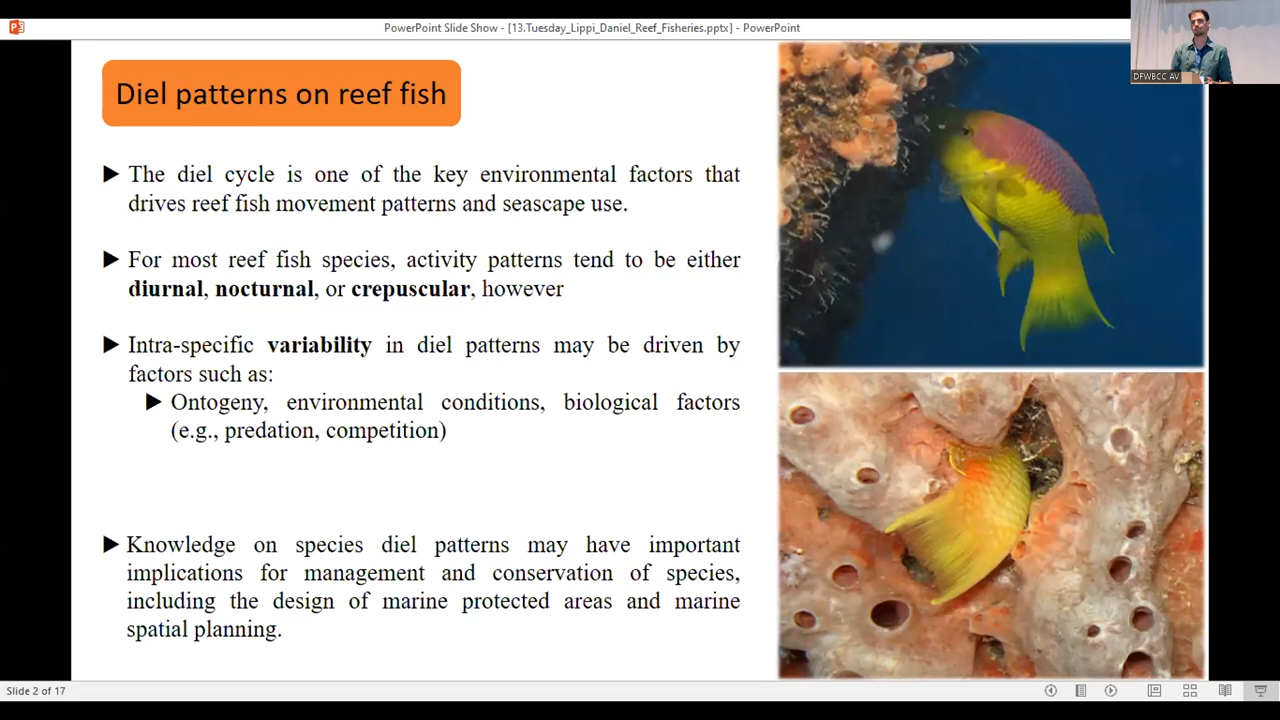 PowerPoint Slide Show - [13.Tuesday_Lippi_Daniel_Reef_Fisheries.pptx] - PowerPoint
DFWBCC AV
Diel patterns on reef fish
The diel cycle is one of the key environmental factors that
drives reef fish movement patterns and seascape use.
For most reef fish species, activity patterns tend to be either
diurnal, nocturnal, or crepuscular, however
Intra-specific variability in diel patterns may be driven by
factors such as:
Ontogeny, environmental conditions, biological factors
(e.g., predation, competition)
Knowledge on species diel patterns may have important
implications for management and conservation of species,
including the design of marine protected areas and marine
spatial planning.
Slide 2 of 17